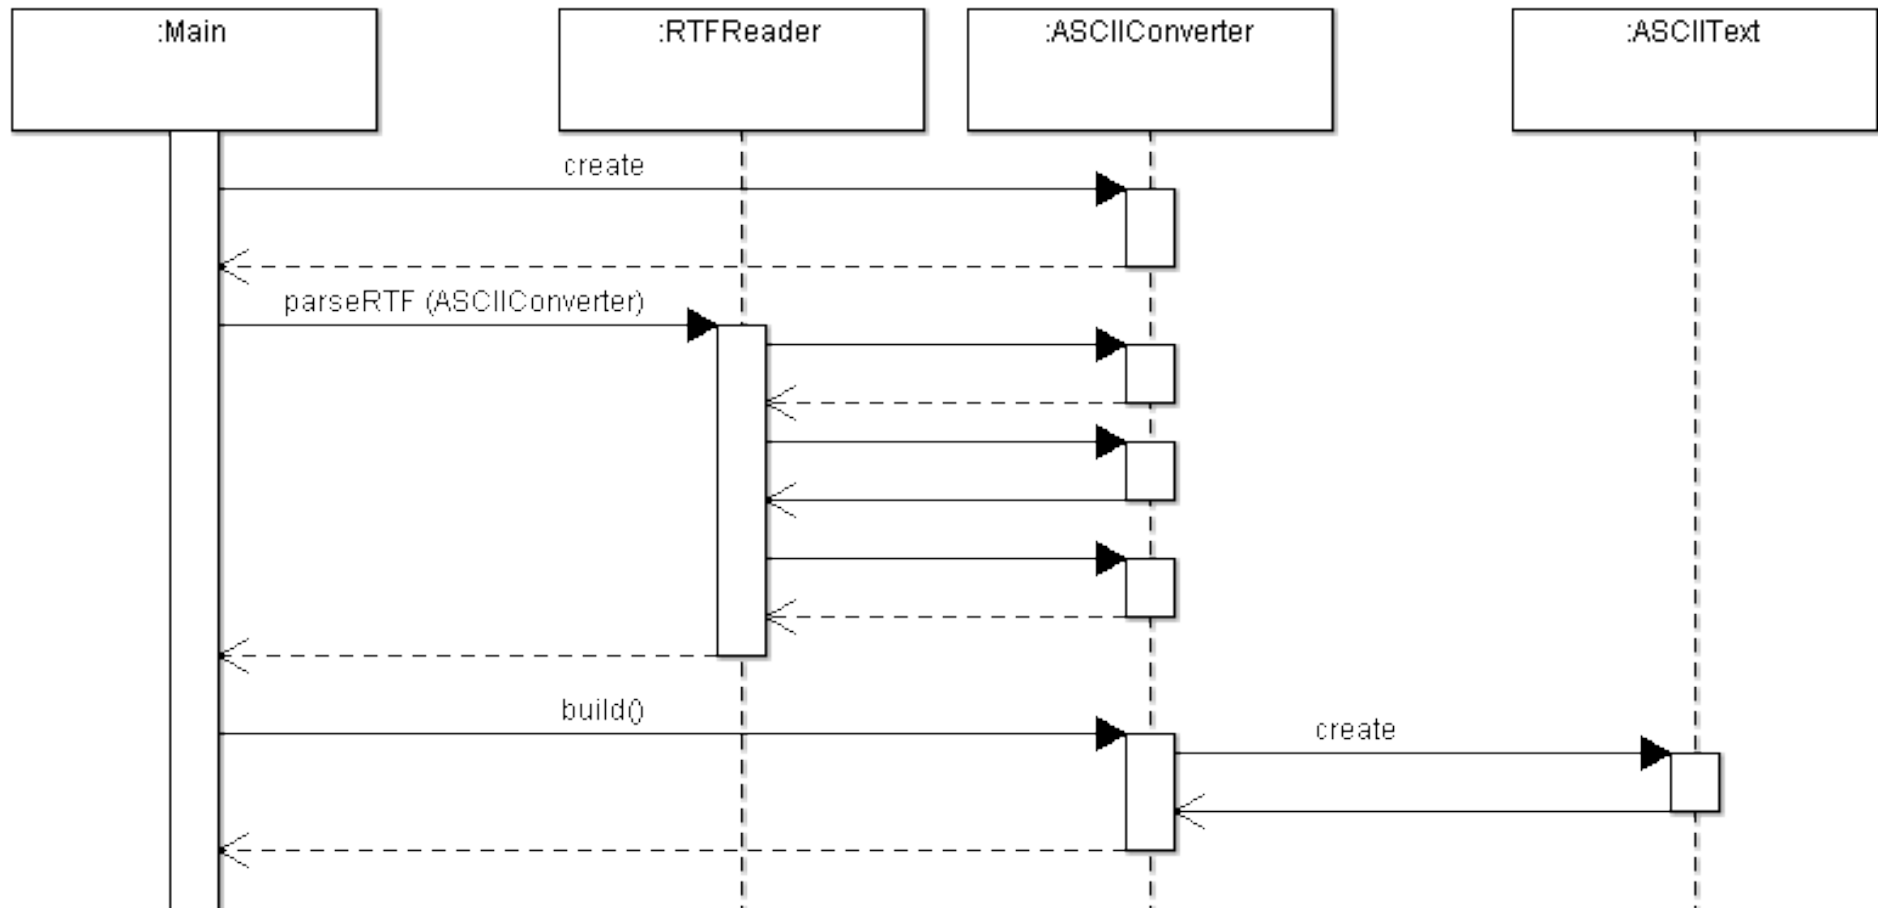 :Main
:RTFReader
:ASCIIConverter
:ASCIIText
create
parseRTF (ASCIIConverter)
build()
create